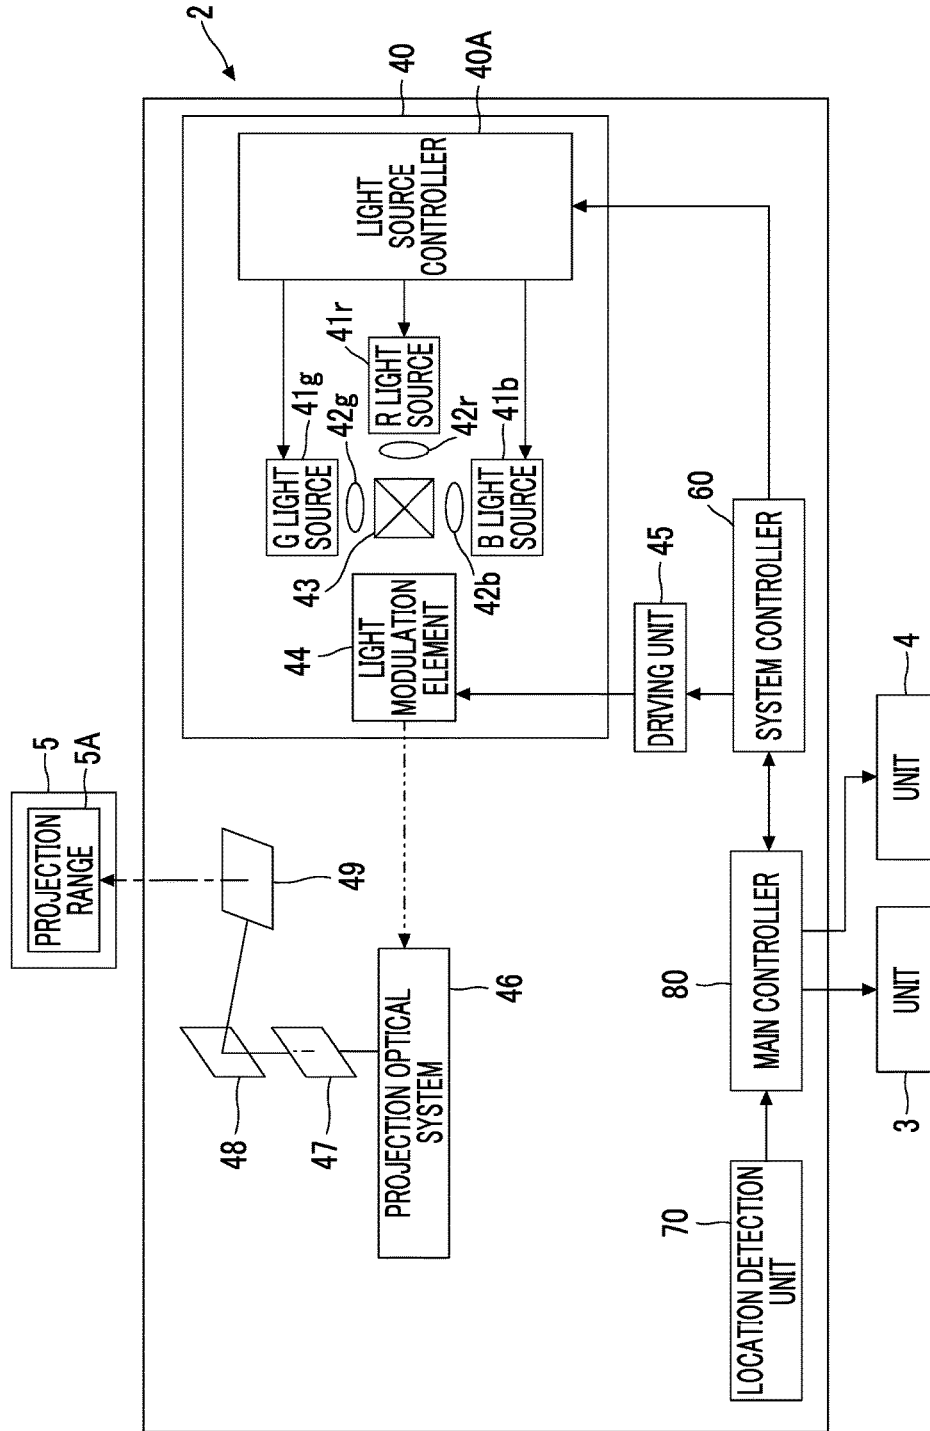 2
40
40A
LIGHT
SOURCE
CONTROLLER
41g
42g
41r
R LIGHT
SOURCE
42r
41b
G LIGHT
SOURCE
B LIGHT
SOURCE
43
42b
44
LIGHT
MODULATION
ELEMENT
45
DRIVING UNIT
60
SYSTEM CONTROLLER
4
UNIT
5
5A
PROJECTION
RANGE
49
46
PROJECTION OPTICAL
SYSTEM
48
47
80
MAIN CONTROLLER
UNIT
3
70
LOCATION DETECTION
UNIT